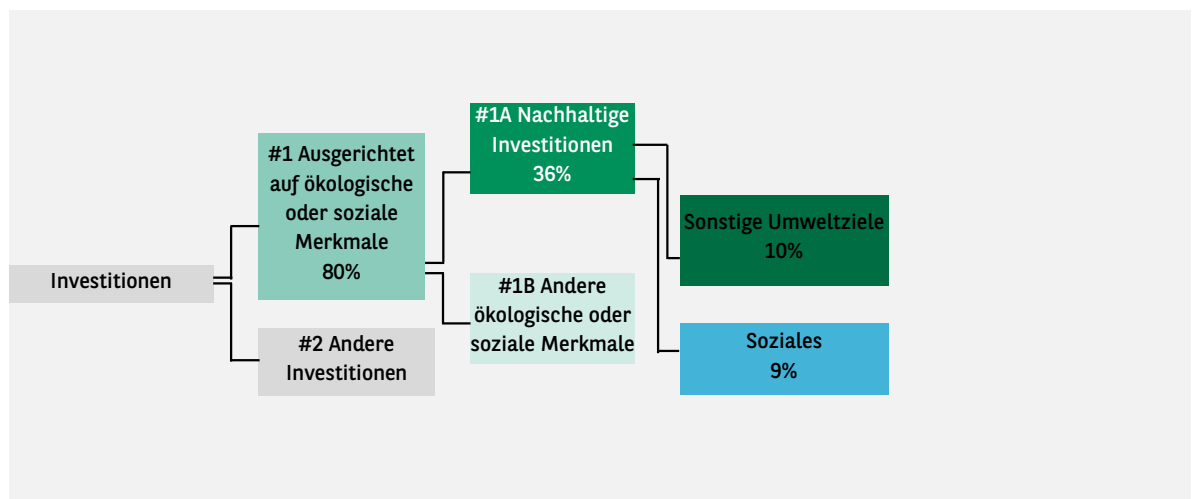 Investitionen
#1 Ausgerichtet
auf ökologische
oder soziale
Merkmale
80%
#2 Andere
Investitionen
#1A Nachhaltige
Investitionen
36%
#1B Andere
ökologische oder
soziale Merkmale
Sonstige Umweltziele
10%
Soziales
9%